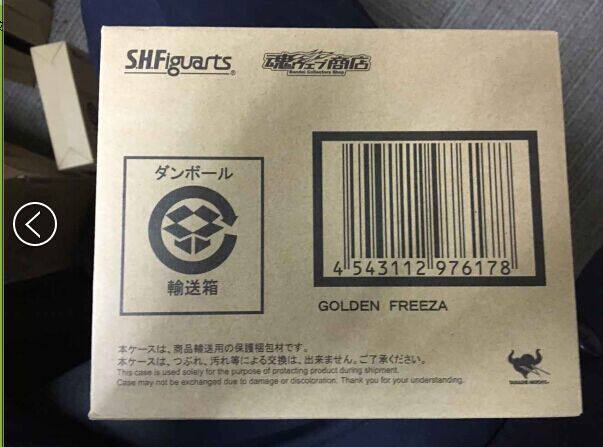 S.H.Figuarts
魂ウェブ商店
Bandai Collectors Shop
ダンボール
輸送箱
4 543112 976178
GOLDEN FREEZA
本ケースは、商品輸送用の保護梱包材です。
本ケースは、つぶれ、汚れ等による交換は、出来ません。ご了承ください。
This case is used solely for the purpose of protecting product during shipment.
Case may not be exchanged due to damage or discoloration. Thank you for your understanding.
TAMASHII NATIONS